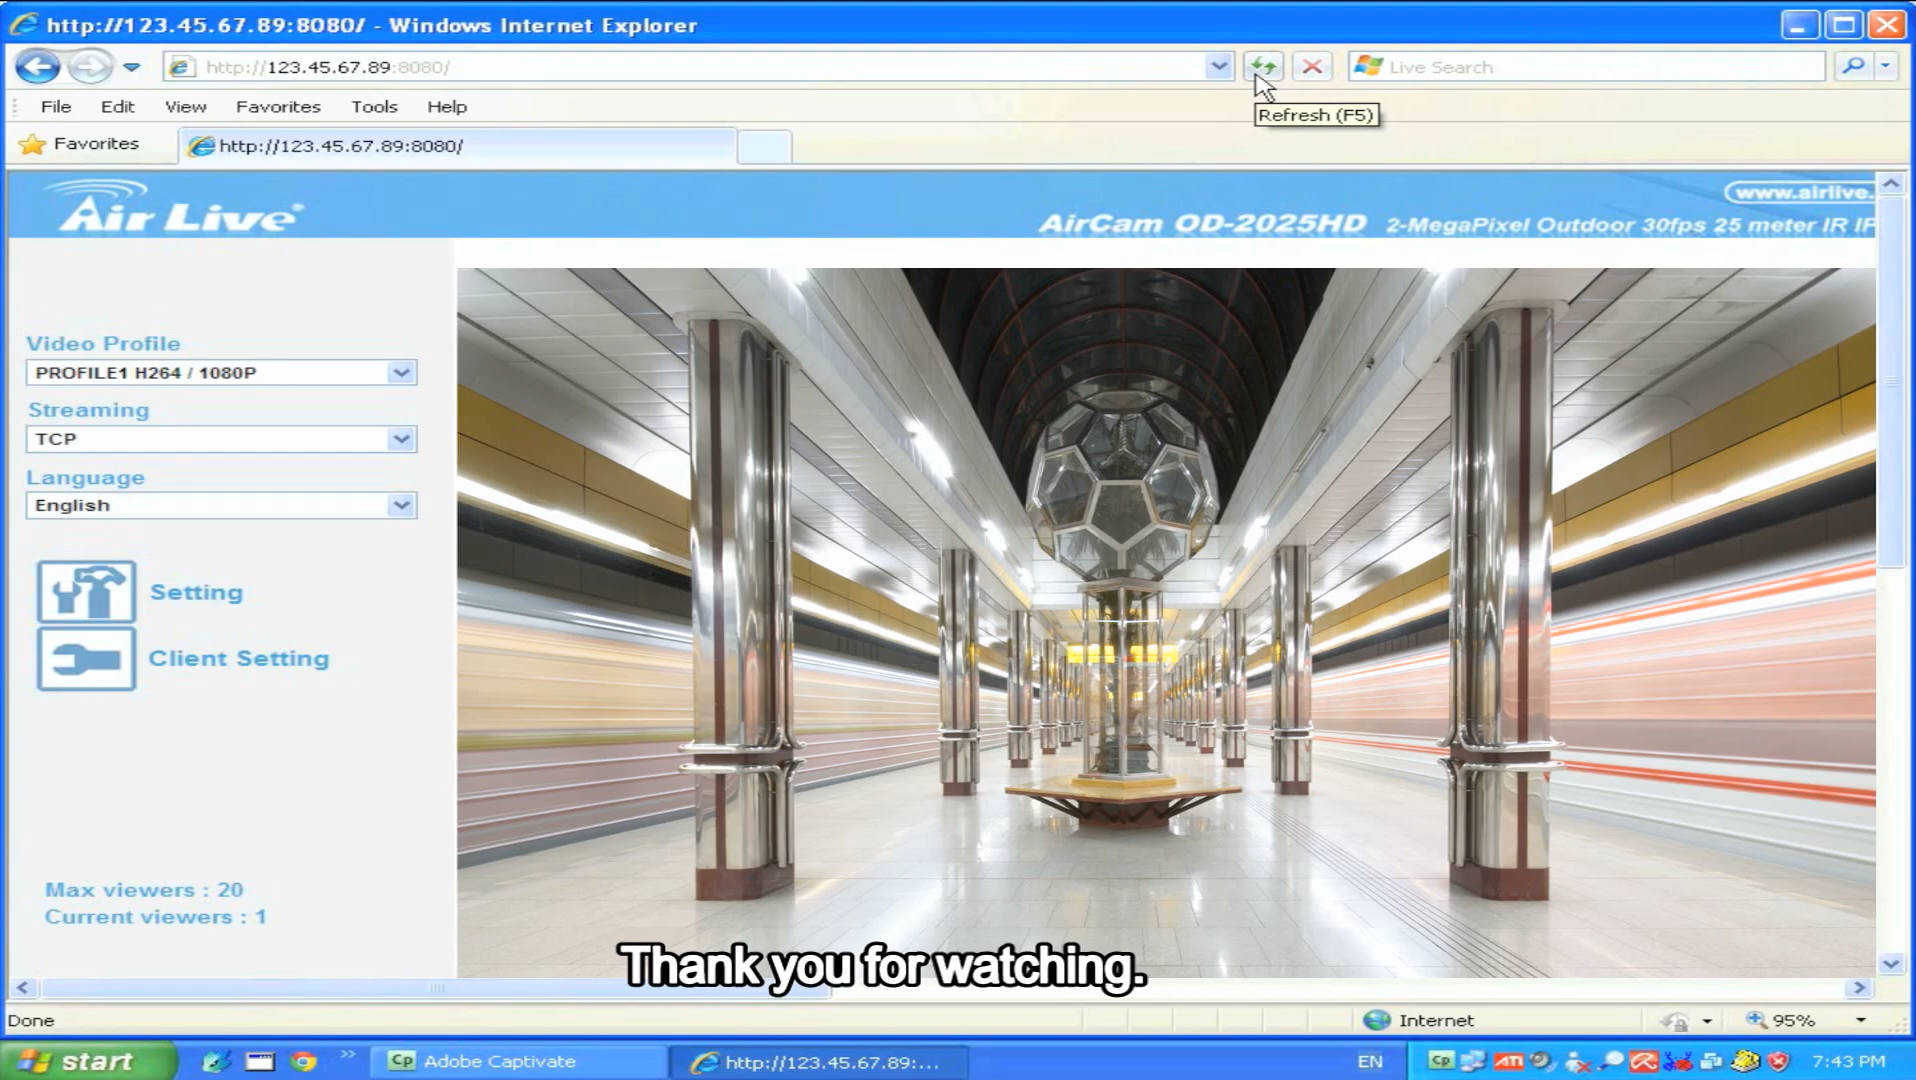 http://123.45.67.89:8080/ - Windows Internet Explorer
http://123.45.67.89:8080/
Live Search
File Edit View Favorites Tools Help
Refresh (F5)
Favorites
http://123.45.67.89:8080/
Air Live®
www.airlive.
AirCam OD-2025HD 2-MegaPixel Outdoor 30fps 25 meter IR IP
Video Profile
PROFILE1 H264 / 1080P
Streaming
TCP
Language
English
Setting
Client Setting
Max viewers : 20
Current viewers : 1
Thank you for watching.
Done
Internet
95%
start
Cp Adobe Captivate
http://123.45.67.89:...
EN
Cp
ATI
7:43 PM